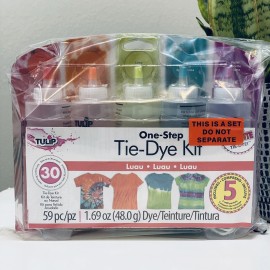 THIS IS A SET
DO NOT
SEPARATE
TULIP
One-Step
Tie-Dye Kit
Luau • Luau • Luau
30
5
59 pc/pz | 1.69 oz (48.0 g) Dye/Teinture/Tintura